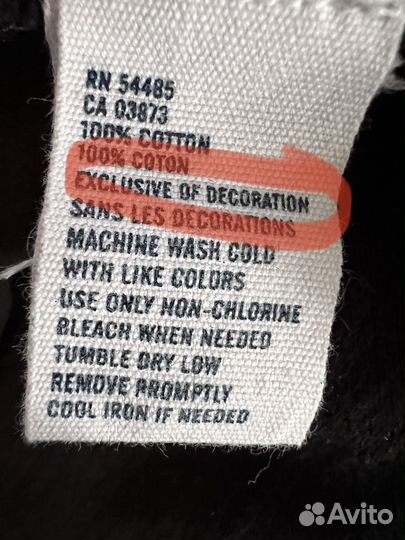 RN 54485
CA 03873
100% COTTON
100% COTON
EXCLUSIVE OF DECORATION
SANS LES DECORATIONS
MACHINE WASH COLD
WITH LIKE COLORS
USE ONLY NON-CHLORINE
BLEACH WHEN NEEDED
TUMBLE DRY LOW
REMOVE PROMPTLY
COOL IRON IF NEEDED
Avito